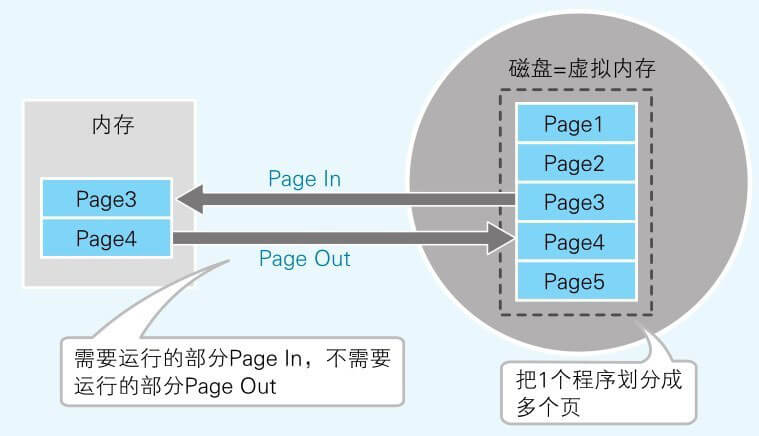 磁盘=虚拟内存
内存
Page1
Page2
Page3
Page4
Page5
Page In
Page3
Page4
Page Out
需要运行的部分Page In，不需要
运行的部分Page Out
把1个程序划分成
多个页